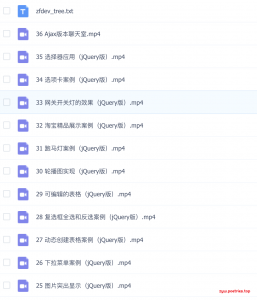 zfdev_tree.txt
36 Ajax版本聊天室.mp4
35 选择器应用（jQuery版）.mp4
34 选项卡案例（jQuery版）.mp4
33 网关开关灯的效果（jQuery版）.mp4
32 淘宝精品展示案例（jQuery版）.mp4
31 跑马灯案例（jQuery版）.mp4
30 轮播图实现（jQuery版）.mp4
29 可编辑的表格（jQuery版）.mp4
28 复选框全选和反选案例（jQuery版）.mp4
27 动态创建表格案例（jQuery版）.mp4
26 下拉菜单案例（jQuery版）.mp4
25 图片突出显示（jQuery版）.mp4